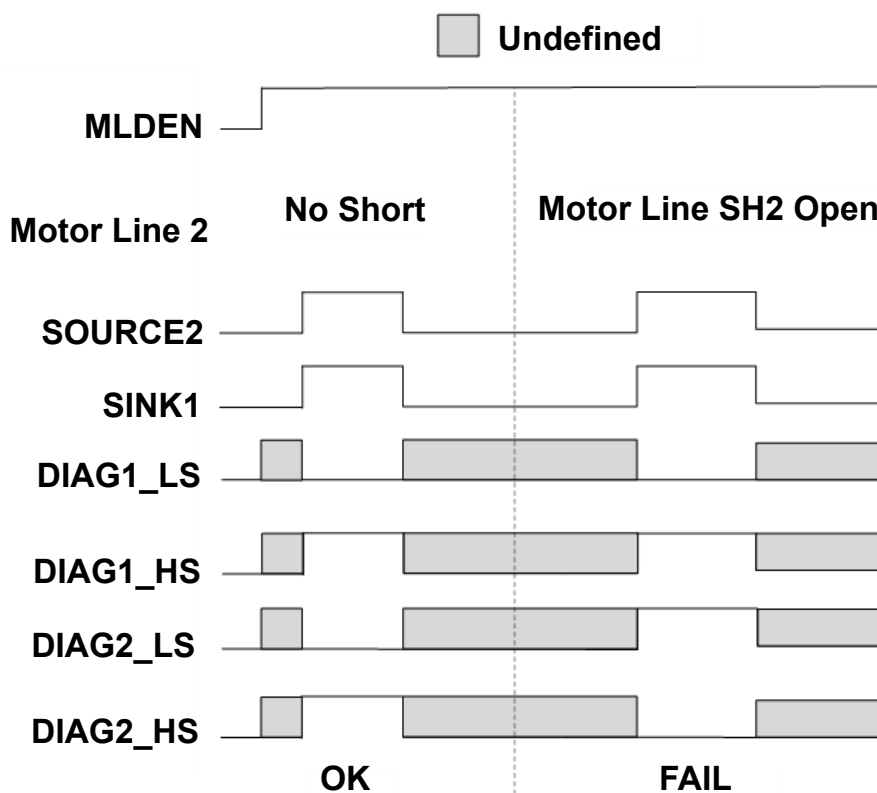 Undefined
MLDEN
No Short
Motor Line SH2 Open
Motor Line 2
SOURCE2
SINK1
DIAG1_LS
DIAG1_HS
DIAG2_LS
DIAG2_HS
OK
FAIL